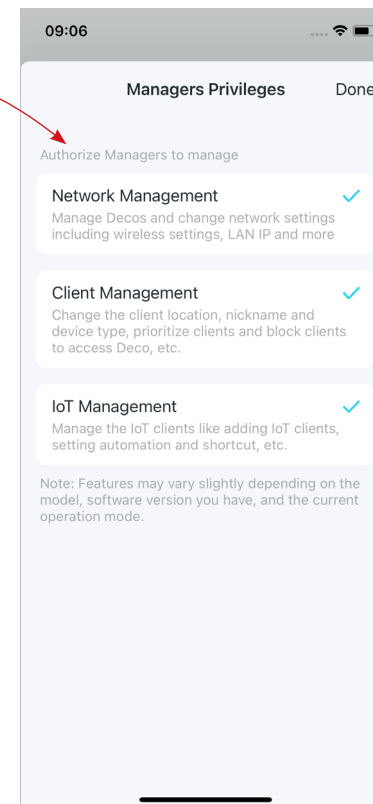 09:06
Managers Privileges Done
Authorize Managers to manage
Network Management
Manage Decos and change network settings
including wireless settings, LAN IP and more
Client Management
Change the client location, nickname and
device type, prioritize clients and block clients
to access Deco, etc.
IoT Management
Manage the IoT clients like adding IoT clients,
setting automation and shortcut, etc.
Note: Features may vary slightly depending on the
model, software version you have, and the current
operation mode.